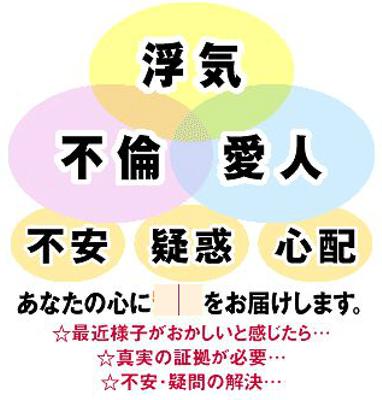 浮気
不倫 愛人
不安 疑惑 心配
あなたの心に をお届けします。
☆最近様子がおかしいと感じたら…
☆真実の証拠が必要…
☆不安・疑問の解決…